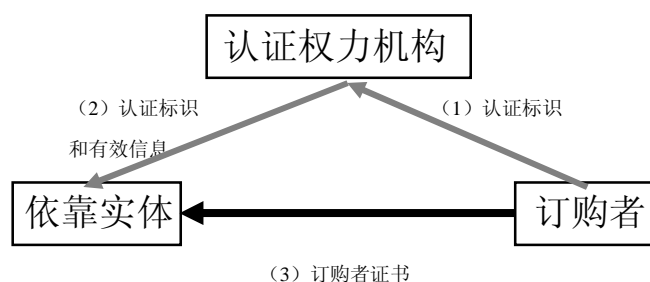 认证权力机构
（2）认证标识
（1）认证标识
和有效信息
依靠实体
订购者
（3）订购者证书